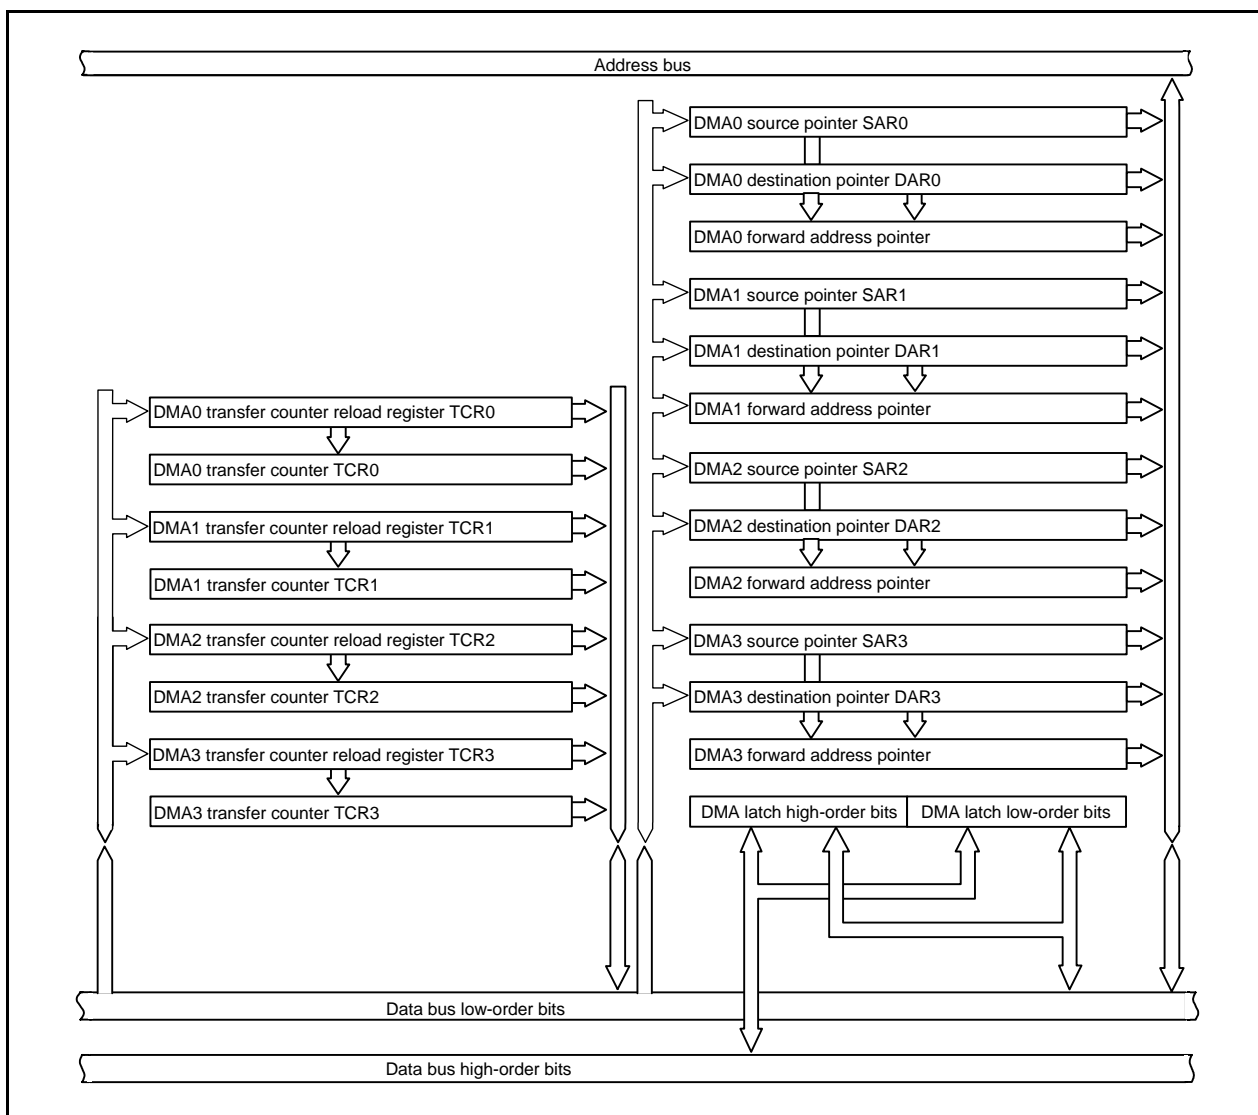 Address bus
DMA0 source pointer SAR0
DMA0 destination pointer DAR0
DMA0 forward address pointer
DMA1 source pointer SAR1
DMA1 destination pointer DAR1
DMA1 forward address pointer
DMA2 source pointer SAR2
DMA2 destination pointer DAR2
DMA2 forward address pointer
DMA3 source pointer SAR3
DMA3 destination pointer DAR3
DMA3 forward address pointer
DMA0 transfer counter reload register TCR0
DMA0 transfer counter TCR0
DMA1 transfer counter reload register TCR1
DMA1 transfer counter TCR1
DMA2 transfer counter reload register TCR2
DMA2 transfer counter TCR2
DMA3 transfer counter reload register TCR3
DMA3 transfer counter TCR3
DMA latch high-order bits
DMA latch low-order bits
Data bus low-order bits
Data bus high-order bits